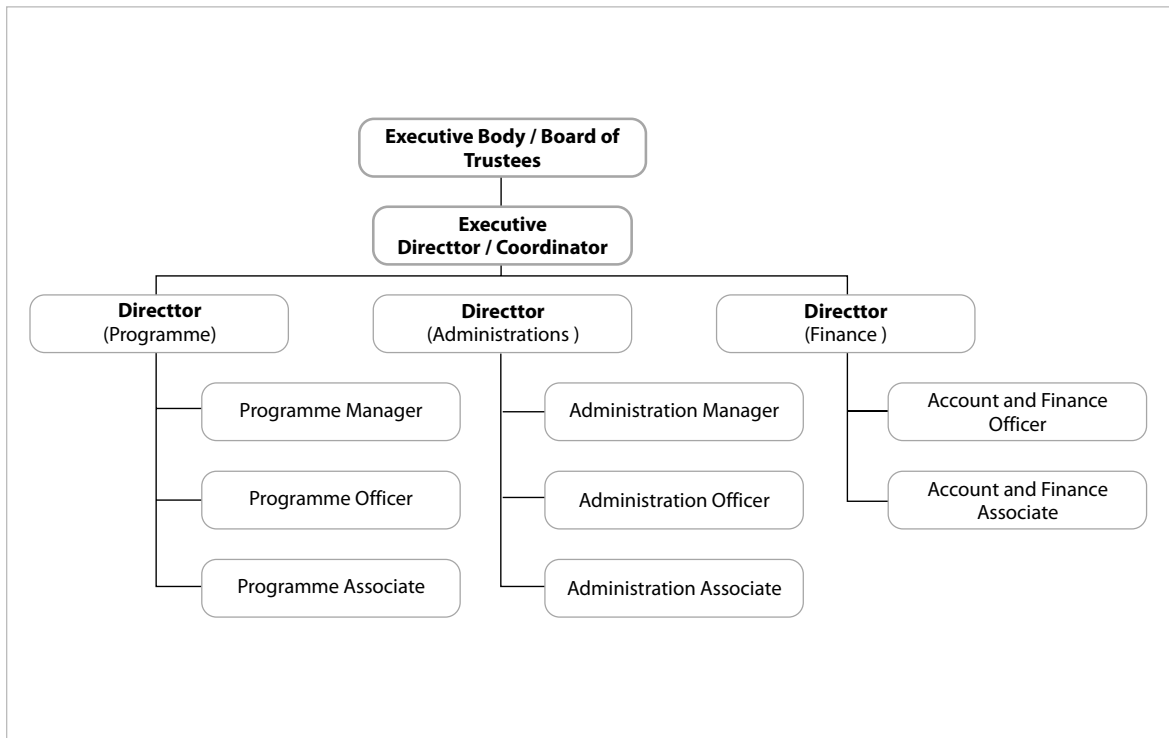 Executive Body / Board of
Trustees
Executive
Directtor / Coordinator
Directtor
(Programme)
Directtor
(Administrations )
Directtor
(Finance )
Programme Manager
Administration Manager
Account and Finance
Officer
Programme Officer
Administration Officer
Account and Finance
Associate
Programme Associate
Administration Associate